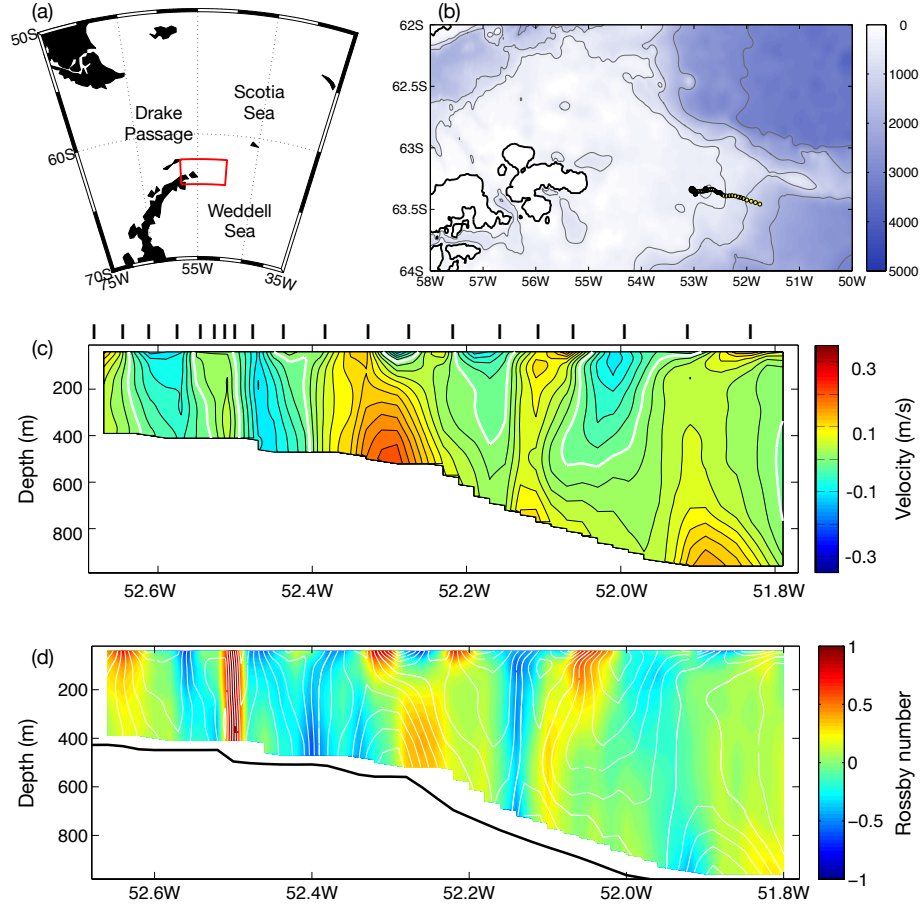 (a)
50S
60S
70S
75W
55W
35W
Drake
Passage
Scotia
Sea
Weddell
Sea
(b)
62S
62.5S
63S
63.5S
64S
58W
57W
56W
55W
54W
53W
52W
51W
50W
0
1000
2000
3000
4000
5000
(c)
Depth (m)
200
400
600
800
52.6W
52.4W
52.2W
52.0W
51.8W
0.3
0.1
-0.1
-0.3
Velocity (m/s)
(d)
Depth (m)
200
400
600
800
52.6W
52.4W
52.2W
52.0W
51.8W
1
0.5
0
−0.5
−1
Rossby number